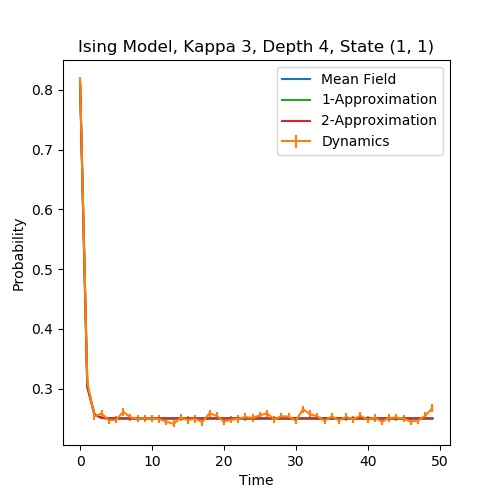 Ising Model, Kappa 3, Depth 4, State (1, 1)
Mean Field
1-Approximation
2-Approximation
Dynamics
Probability
0.8
0.7
0.6
0.5
0.4
0.3
0 10 20 30 40 50
Time